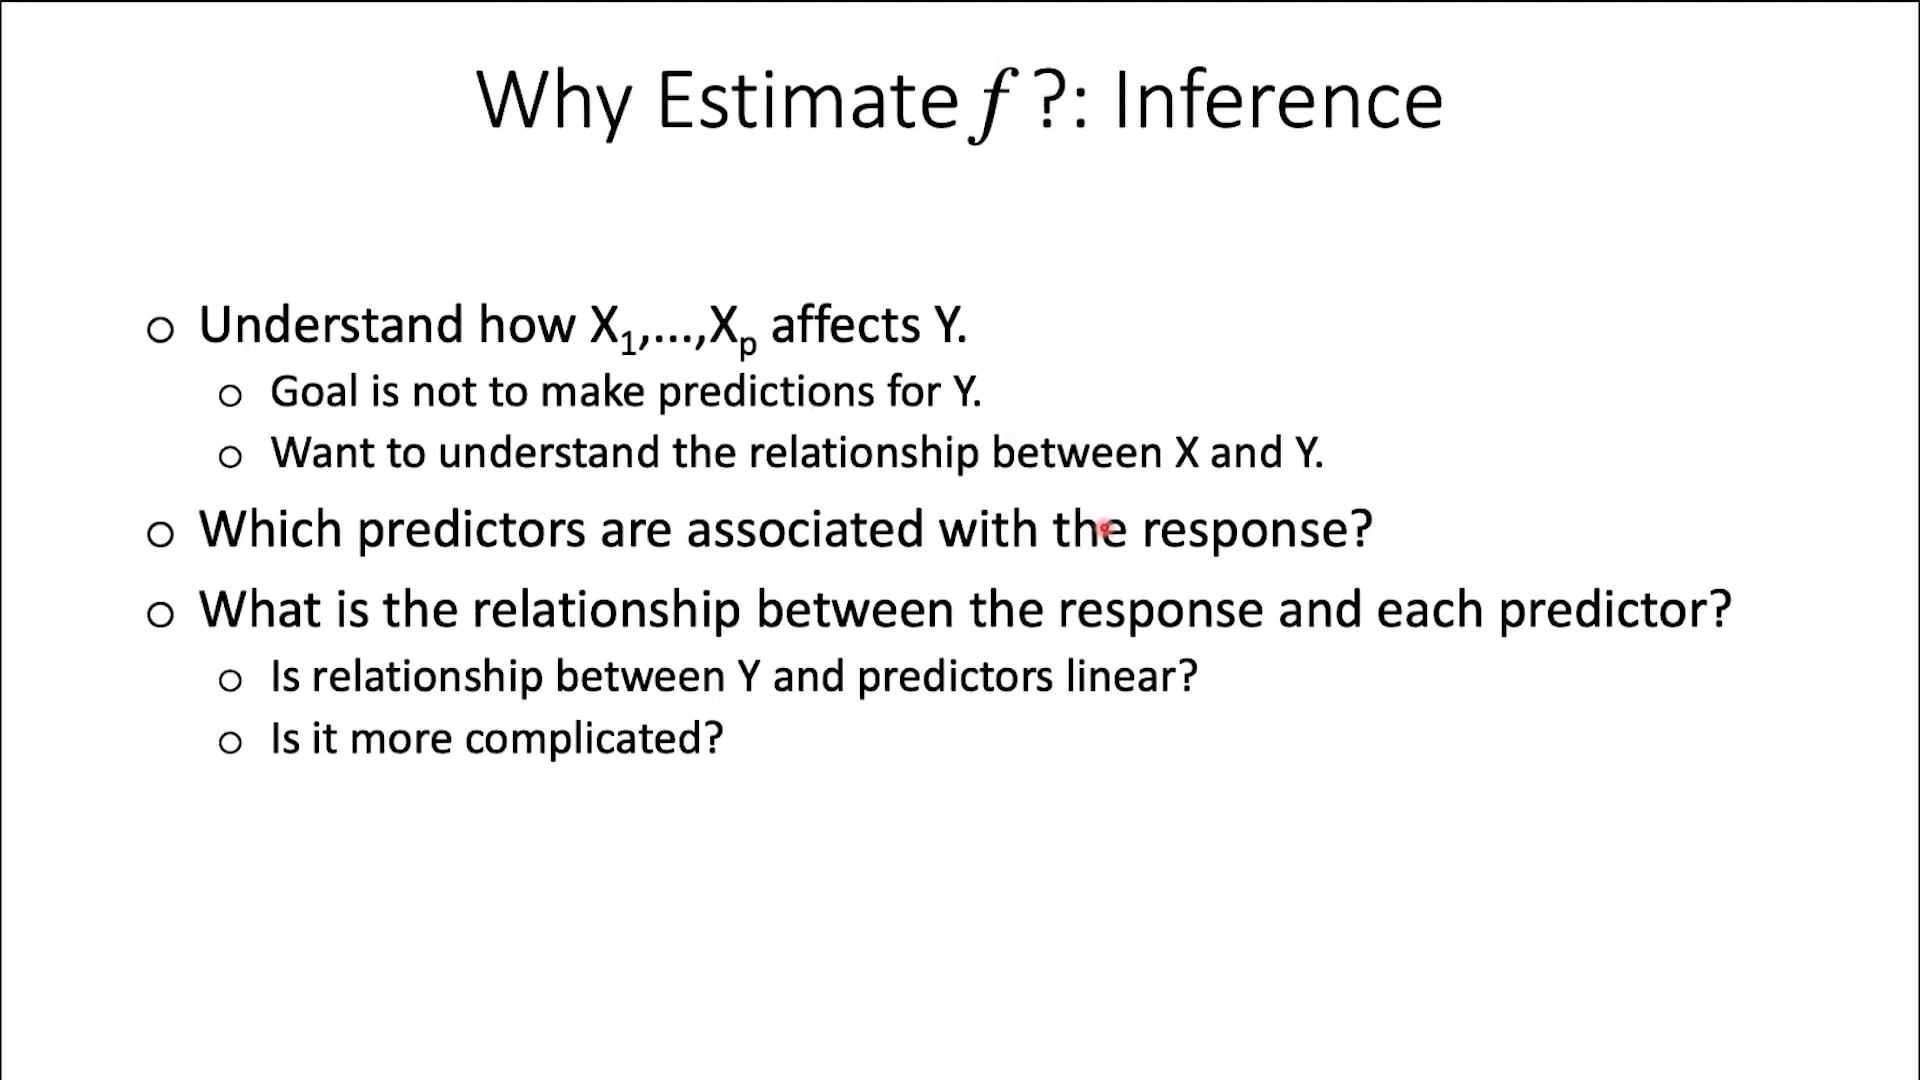 Why Estimate f ?: Inference
o Understand how X₁,...,Xₚ affects Y.
o Goal is not to make predictions for Y.
o Want to understand the relationship between X and Y.
o Which predictors are associated with the response?
o What is the relationship between the response and each predictor?
o Is relationship between Y and predictors linear?
o Is it more complicated?